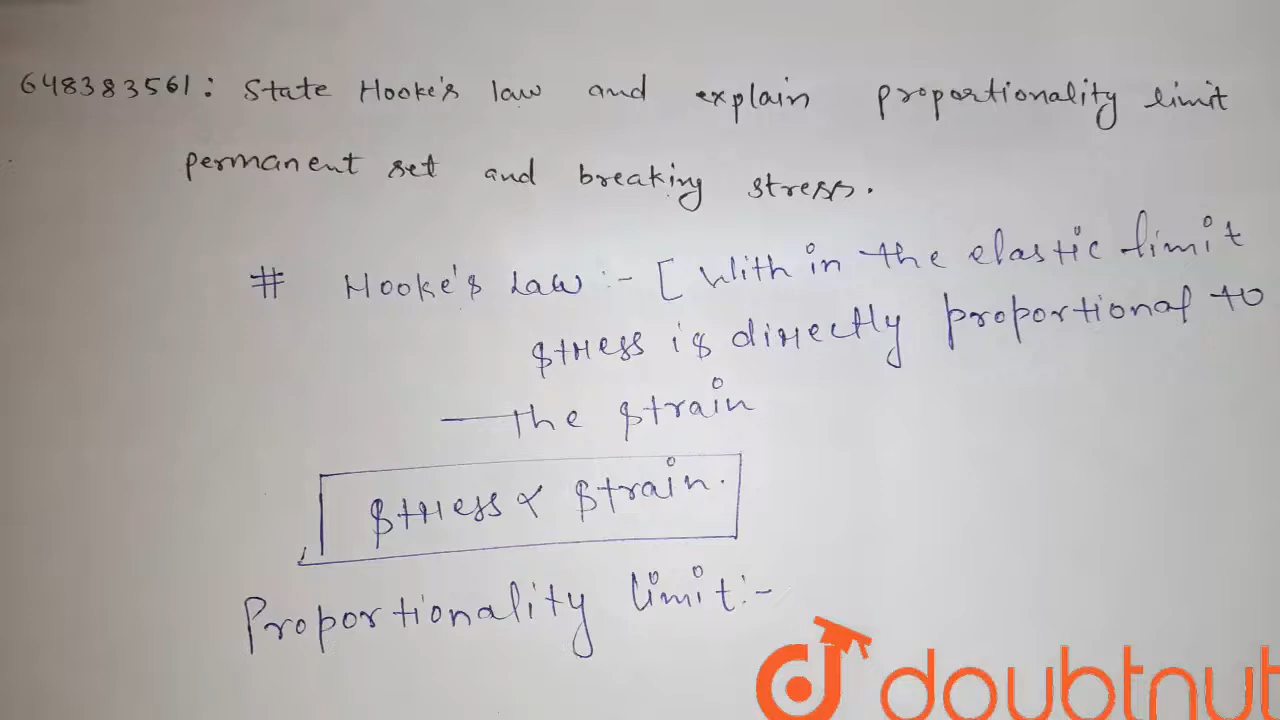 648383561: State Hooke's law and explain proportionality limit
permanent set and breaking stress.
# Hooke's Law :- [ With in the elastic limit
stress is directly proportional to
the strain
stress ∝ strain.
Proportionality limit:-
doubtnut